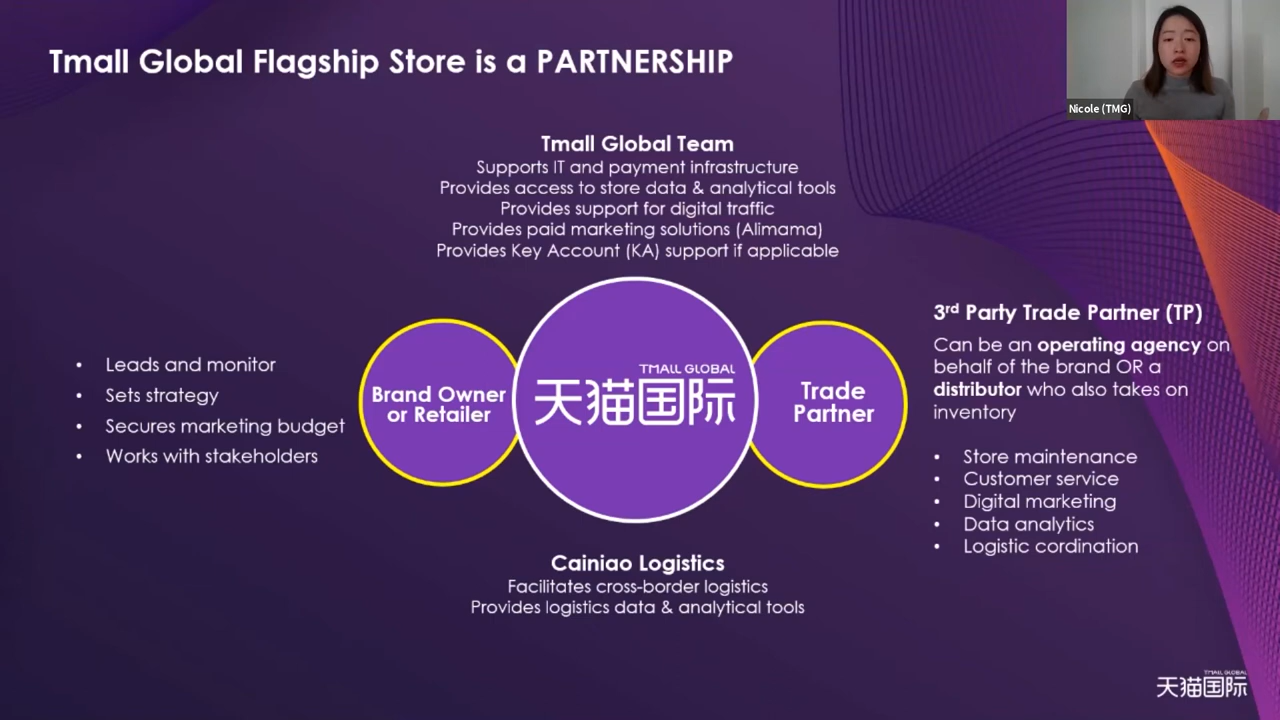 Tmall Global Flagship Store is a PARTNERSHIP
Nicole (TMG)
Tmall Global Team
Supports IT and payment infrastructure
Provides access to store data & analytical tools
Provides support for digital traffic
Provides paid marketing solutions (Alimama)
Provides Key Account (KA) support if applicable
• Leads and monitor
• Sets strategy
• Secures marketing budget
• Works with stakeholders
Brand Owner
or Retailer
TMALL GLOBAL
天猫国际
Trade
Partner
3rd Party Trade Partner (TP)
Can be an operating agency on
behalf of the brand OR a
distributor who also takes on
inventory
• Store maintenance
• Customer service
• Digital marketing
• Data analytics
• Logistic cordination
Cainiao Logistics
Facilitates cross-border logistics
Provides logistics data & analytical tools
TMALL GLOBAL
天猫国际